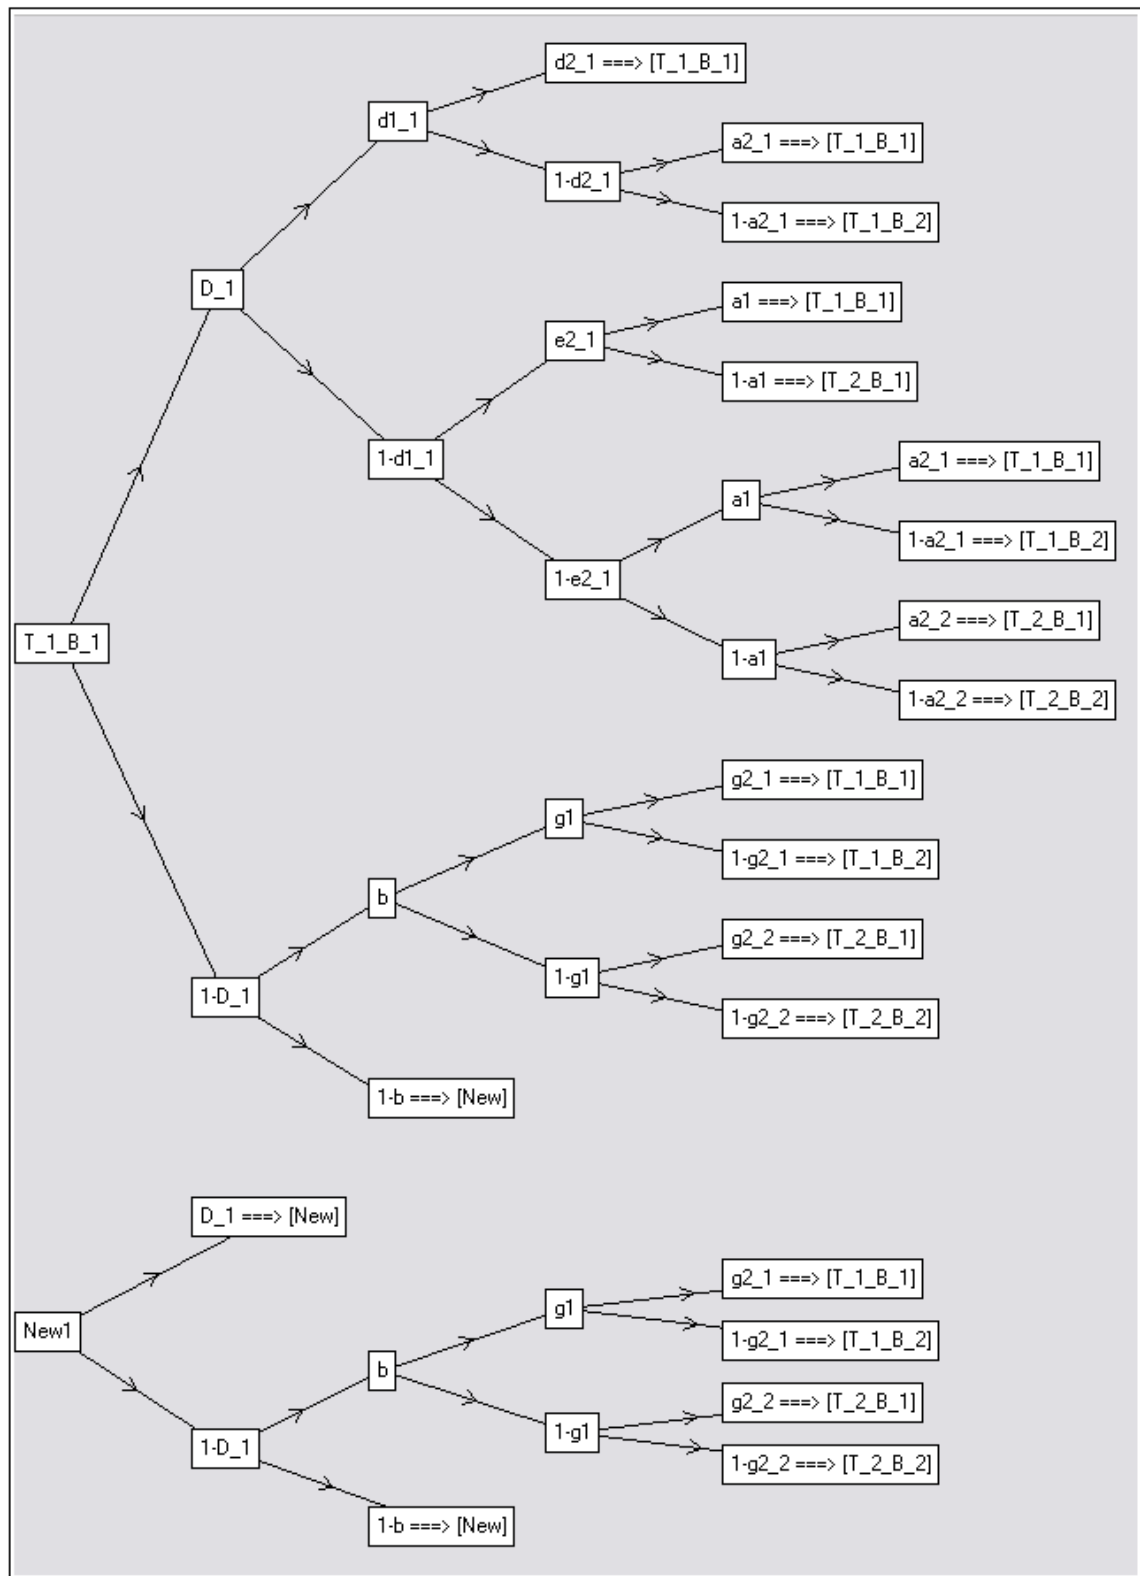 d2_1 ===> [T_1_B_1]
d1_1
a2_1 ===> [T_1_B_1]
1-d2_1
1-a2_1 ===> [T_1_B_2]
D_1
a1 ===> [T_1_B_1]
e2_1
1-a1 ===> [T_2_B_1]
1-d1_1
a2_1 ===> [T_1_B_1]
a1
1-a2_1 ===> [T_1_B_2]
1-e2_1
a2_2 ===> [T_2_B_1]
T_1_B_1
1-a1
1-a2_2 ===> [T_2_B_2]
g2_1 ===> [T_1_B_1]
g1
1-g2_1 ===> [T_1_B_2]
b
g2_2 ===> [T_2_B_1]
1-g1
1-D_1
1-g2_2 ===> [T_2_B_2]
1-b ===> [New]
D_1 ===> [New]
g2_1 ===> [T_1_B_1]
g1
New1
1-g2_1 ===> [T_1_B_2]
b
g2_2 ===> [T_2_B_1]
1-g1
1-D_1
1-g2_2 ===> [T_2_B_2]
1-b ===> [New]